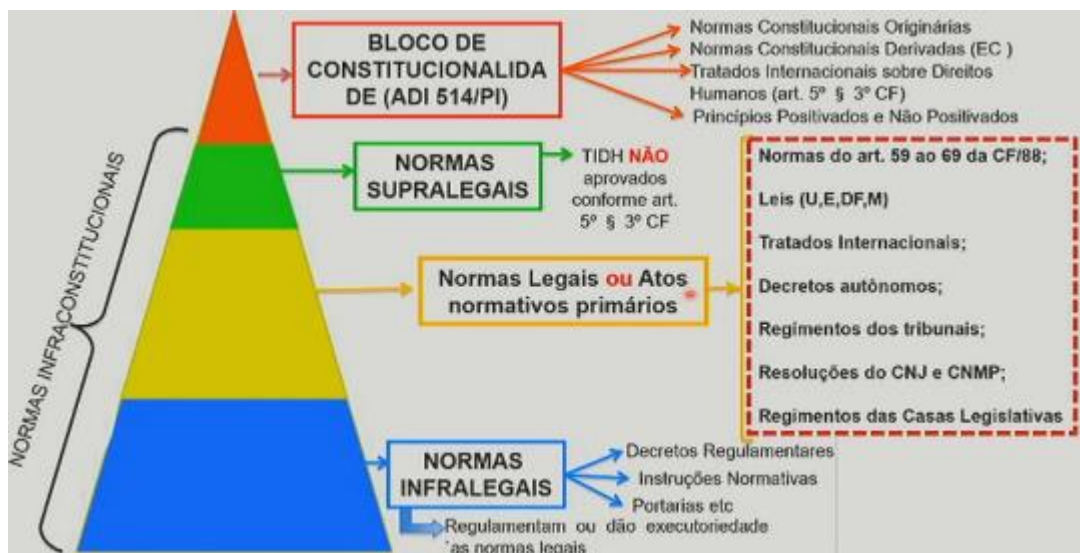 BLOCO DE
CONSTITUCIONALIDA
DE (ADI 514/PI)
Normas Constitucionais Originárias
Normas Constitucionais Derivadas (EC )
Tratados Internacionais sobre Direitos
Humanos (art. 5º § 3º CF)
Princípios Positivados e Não Positivados
NORMAS INFRACONSTITUCIONAIS
NORMAS
SUPRALEGAIS
TIDH NÃO
aprovados
conforme art.
5º § 3º CF
Normas Legais ou Atos
normativos primários
Normas do art. 59 ao 69 da CF/88;
Leis (U,E,DF,M)
Tratados Internacionais;
Decretos autônomos;
Regimentos dos tribunais;
Resoluções do CNJ e CNMP;
Regimentos das Casas Legislativas
NORMAS
INFRALEGAIS
Decretos Regulamentares
Instruções Normativas
Portarias etc
Regulamentam ou dão executoriedade
´as normas legais